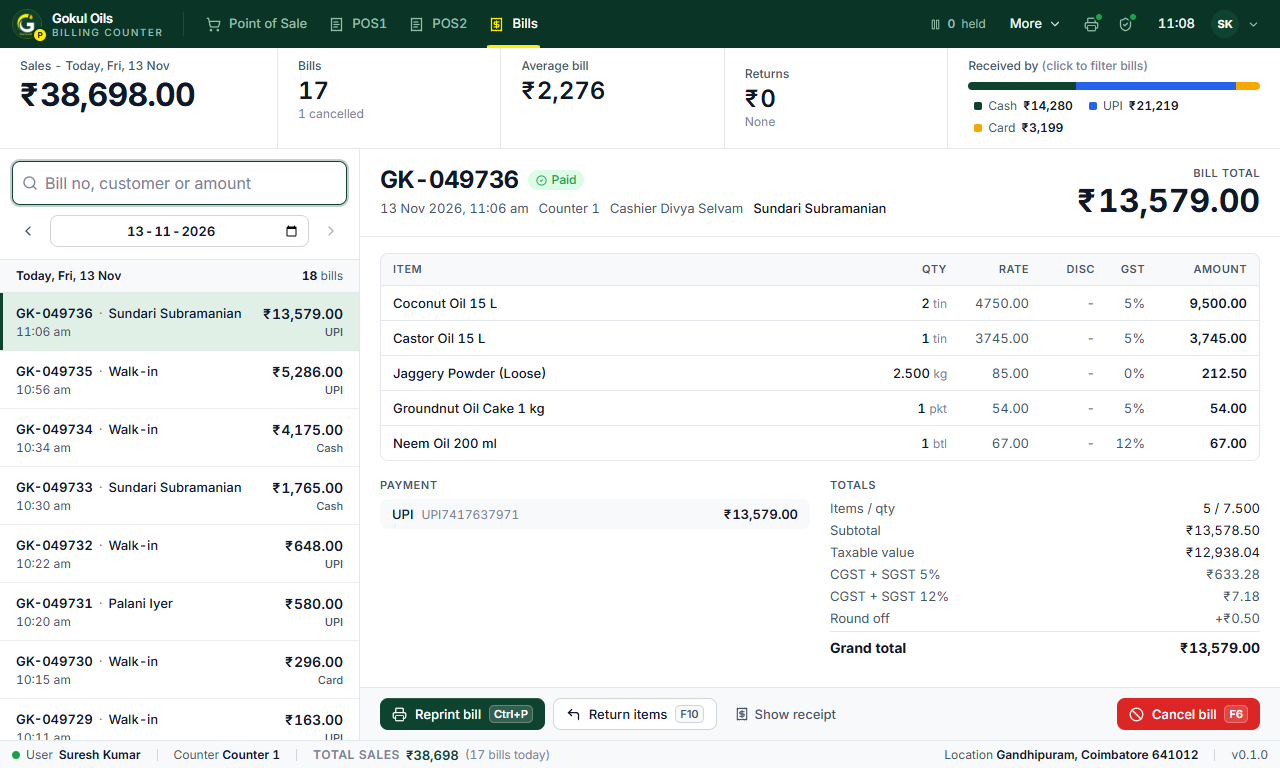 Gokul Oils
BILLING COUNTER
Point of Sale
POS1
POS2
Bills
0 held
More
11:08
SK
G
P
Sales - Today, Fri, 13 Nov
₹38,698.00
Bills
17
1 cancelled
Average bill
₹2,276
Returns
₹0
None
Received by (click to filter bills)
Cash ₹14,280 UPI ₹21,219
Card ₹3,199
Bill no, customer or amount
13-11-2026
Today, Fri, 13 Nov 18 bills
GK-049736 · Sundari Subramanian ₹13,579.00
11:06 am UPI
GK-049735 · Walk-in ₹5,286.00
10:56 am UPI
GK-049734 · Walk-in ₹4,175.00
10:34 am Cash
GK-049733 · Sundari Subramanian ₹1,765.00
10:30 am Cash
GK-049732 · Walk-in ₹648.00
10:22 am UPI
GK-049731 · Palani Iyer ₹580.00
10:20 am UPI
GK-049730 · Walk-in ₹296.00
10:15 am Card
GK-049729 · Walk-in ₹163.00
10:11 am UPI
GK-049736 Paid
13 Nov 2026, 11:06 am Counter 1 Cashier Divya Selvam Sundari Subramanian
BILL TOTAL
₹13,579.00
ITEM QTY RATE DISC GST AMOUNT
Coconut Oil 15 L 2 tin 4750.00 - 5% 9,500.00
Castor Oil 15 L 1 tin 3745.00 - 5% 3,745.00
Jaggery Powder (Loose) 2.500 kg 85.00 - 0% 212.50
Groundnut Oil Cake 1 kg 1 pkt 54.00 - 5% 54.00
Neem Oil 200 ml 1 btl 67.00 - 12% 67.00
PAYMENT
UPI UPI7417637971 ₹13,579.00
TOTALS
Items / qty 5 / 7.500
Subtotal ₹13,578.50
Taxable value ₹12,938.04
CGST + SGST 5% ₹633.28
CGST + SGST 12% ₹7.18
Round off +₹0.50
Grand total ₹13,579.00
Reprint bill Ctrl+P
Return items F10
Show receipt
Cancel bill F6
User Suresh Kumar Counter Counter 1 TOTAL SALES ₹38,698 (17 bills today) Location Gandhipuram, Coimbatore 641012 v0.1.0